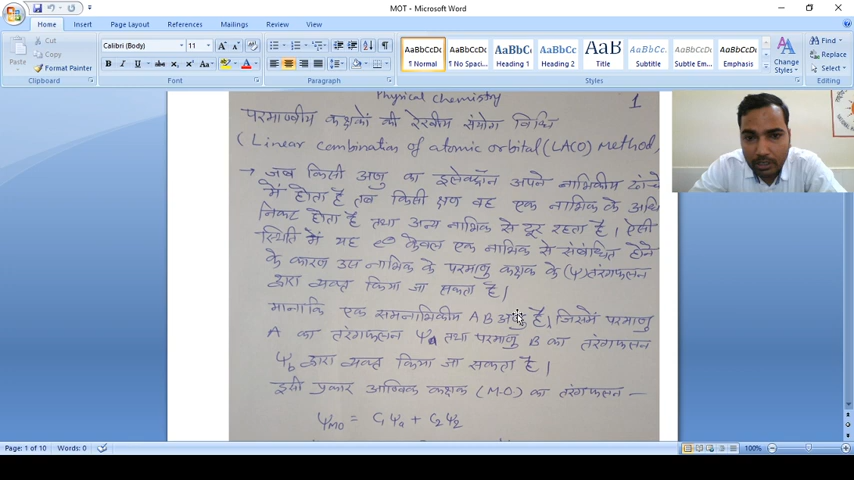 MOT - Microsoft Word
Home Insert Page Layout References Mailings Review View
Cut
Copy
Format Painter
Paste
Clipboard
Calibri (Body) 11
Font
Paragraph
AaBbCcDc AaBbCcDc AaBbCc AaBbCc AaB AaBbCc. AaBbCcDc AaBbCcDc
¶ Normal ¶ No Spaci... Heading 1 Heading 2 Title Subtitle Subtle Em... Emphasis
Styles
Change Styles
Find
Replace
Select
Editing
Physical Chemistry 1
परमाण्वीय कक्षकों की रेखीय संयोग विधि
(Linear combination of atomic orbital (LACO) Method,
→ जब किसी अणु का इलेक्ट्रॉन अपने नाभिकीय ढांचे
में होता है तब किसी क्षण वह एक नाभिक के अधि
निकट होता है तथा अन्य नाभिक से दूर रहता है। ऐसी
स्थिति में यह e⊖ केवल एक नाभिक से संबंधित होने
के कारण उस नाभिक के परमाणु कक्षक के (ψ)तरंगफलन
द्वारा व्यक्त किया जा सकता है।
मानाकि एक समनाभिकीय A B अणु है। जिसमें परमाणु
A का तरंगफलन ψa तथा परमाणु B का तरंगफलन
ψb द्वारा व्यक्त किया जा सकता है।
इसी प्रकार आण्विक कक्षक (M.O) का तरंगफलन —
ψMO = C₁ψa + C₂ψ2
Page: 1 of 10 Words: 0 100%